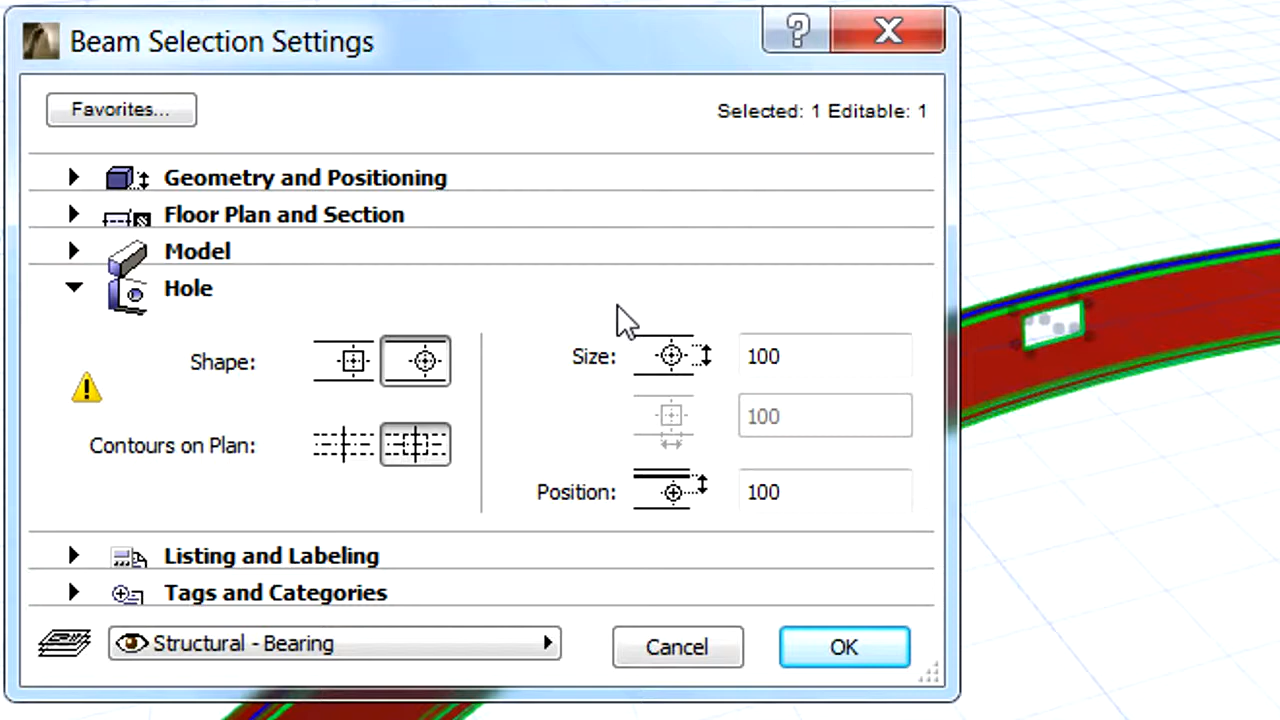 Beam Selection Settings
Favorites...
Selected: 1 Editable: 1
Geometry and Positioning
Floor Plan and Section
Model
Hole
Shape:
Size: 100
100
Contours on Plan:
Position: 100
Listing and Labeling
Tags and Categories
Structural - Bearing
Cancel
OK